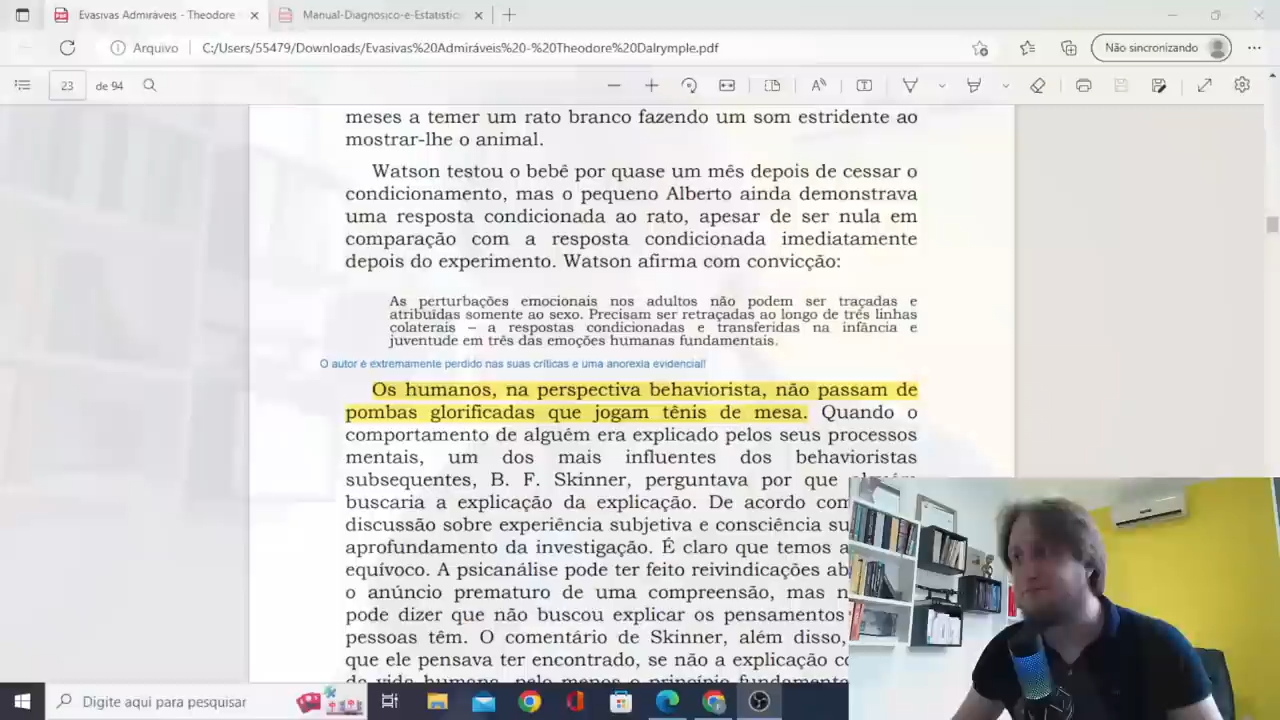 Evasivas Admiráveis - Theodore
Manual-Diagnosico-e-Estatistico
Arquivo
C:/Users/55479/Downloads/Evasivas%20Admiráveis%20-%20Theodore%20Dalrymple.pdf
Não sincronizando
23 de 94
meses a temer um rato branco fazendo um som estridente ao
mostrar-lhe o animal.
Watson testou o bebê por quase um mês depois de cessar o
condicionamento, mas o pequeno Alberto ainda demonstrava
uma resposta condicionada ao rato, apesar de ser nula em
comparação com a resposta condicionada imediatamente
depois do experimento. Watson afirma com convicção:
As perturbações emocionais nos adultos não podem ser traçadas e
atribuídas somente ao sexo. Precisam ser retraçadas ao longo de três linhas
colaterais – a respostas condicionadas e transferidas na infância e
juventude em três das emoções humanas fundamentais.
O autor é extremamente perdido nas suas críticas e uma anorexia evidencial!
Os humanos, na perspectiva behaviorista, não passam de
pombas glorificadas que jogam tênis de mesa. Quando o
comportamento de alguém era explicado pelos seus processos
mentais, um dos mais influentes dos behavioristas
subsequentes, B. F. Skinner, perguntava por que
buscaria a explicação da explicação. De acordo
discussão sobre experiência subjetiva e consciência
aprofundamento da investigação. É claro que temos
equívoco. A psicanálise pode ter feito reivindicações
o anúncio prematuro de uma compreensão, mas
pode dizer que não buscou explicar os pensamentos
pessoas têm. O comentário de Skinner, além disso,
que ele pensava ter encontrado, se não a explicação
da vida humana, pelo menos o princípio
Digite aqui para pesquisar